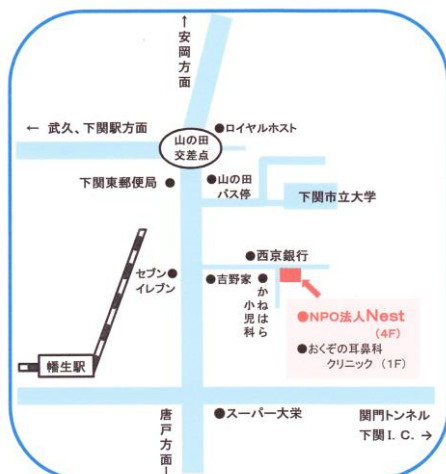 ↑安岡方面
← 武久、下関駅方面
●ロイヤルホスト
山の田
交差点
下関東郵便局●
●山の田
バス停
下関市立大学
●西京銀行
セブン●
イレブン
●吉野家
●かねはら
小児科
●NPO法人Nest
(4F)
●おくぞの耳鼻科
クリニック (1F)
幡生駅
唐戸方面↓
●スーパー大栄
関門トンネル
下関I.C. →